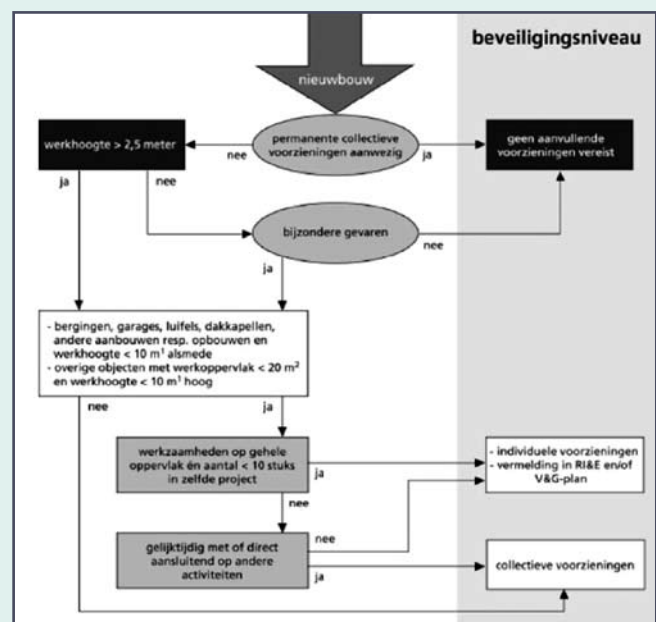 beveiligingsniveau
nieuwbouw
werkhoogte > 2,5 meter
nee
permanente collectieve
voorzieningen aanwezig
ja
geen aanvullende
voorzieningen vereist
ja
nee
bijzondere gevaren
nee
ja
- bergingen, garages, luifels, dakkapellen,
andere aanbouwen resp. opbouwen en
werkhoogte < 10 m¹ alsmede
- overige objecten met werkoppervlak < 20 m²
en werkhoogte < 10 m¹ hoog
nee
ja
werkzaamheden op gehele
oppervlak én aantal < 10 stuks
in zelfde project
ja
- individuele voorzieningen
- vermelding in RI&E en/of
V&G-plan
nee
gelijktijdig met of direct
aansluitend op andere
activiteiten
nee
ja
collectieve voorzieningen